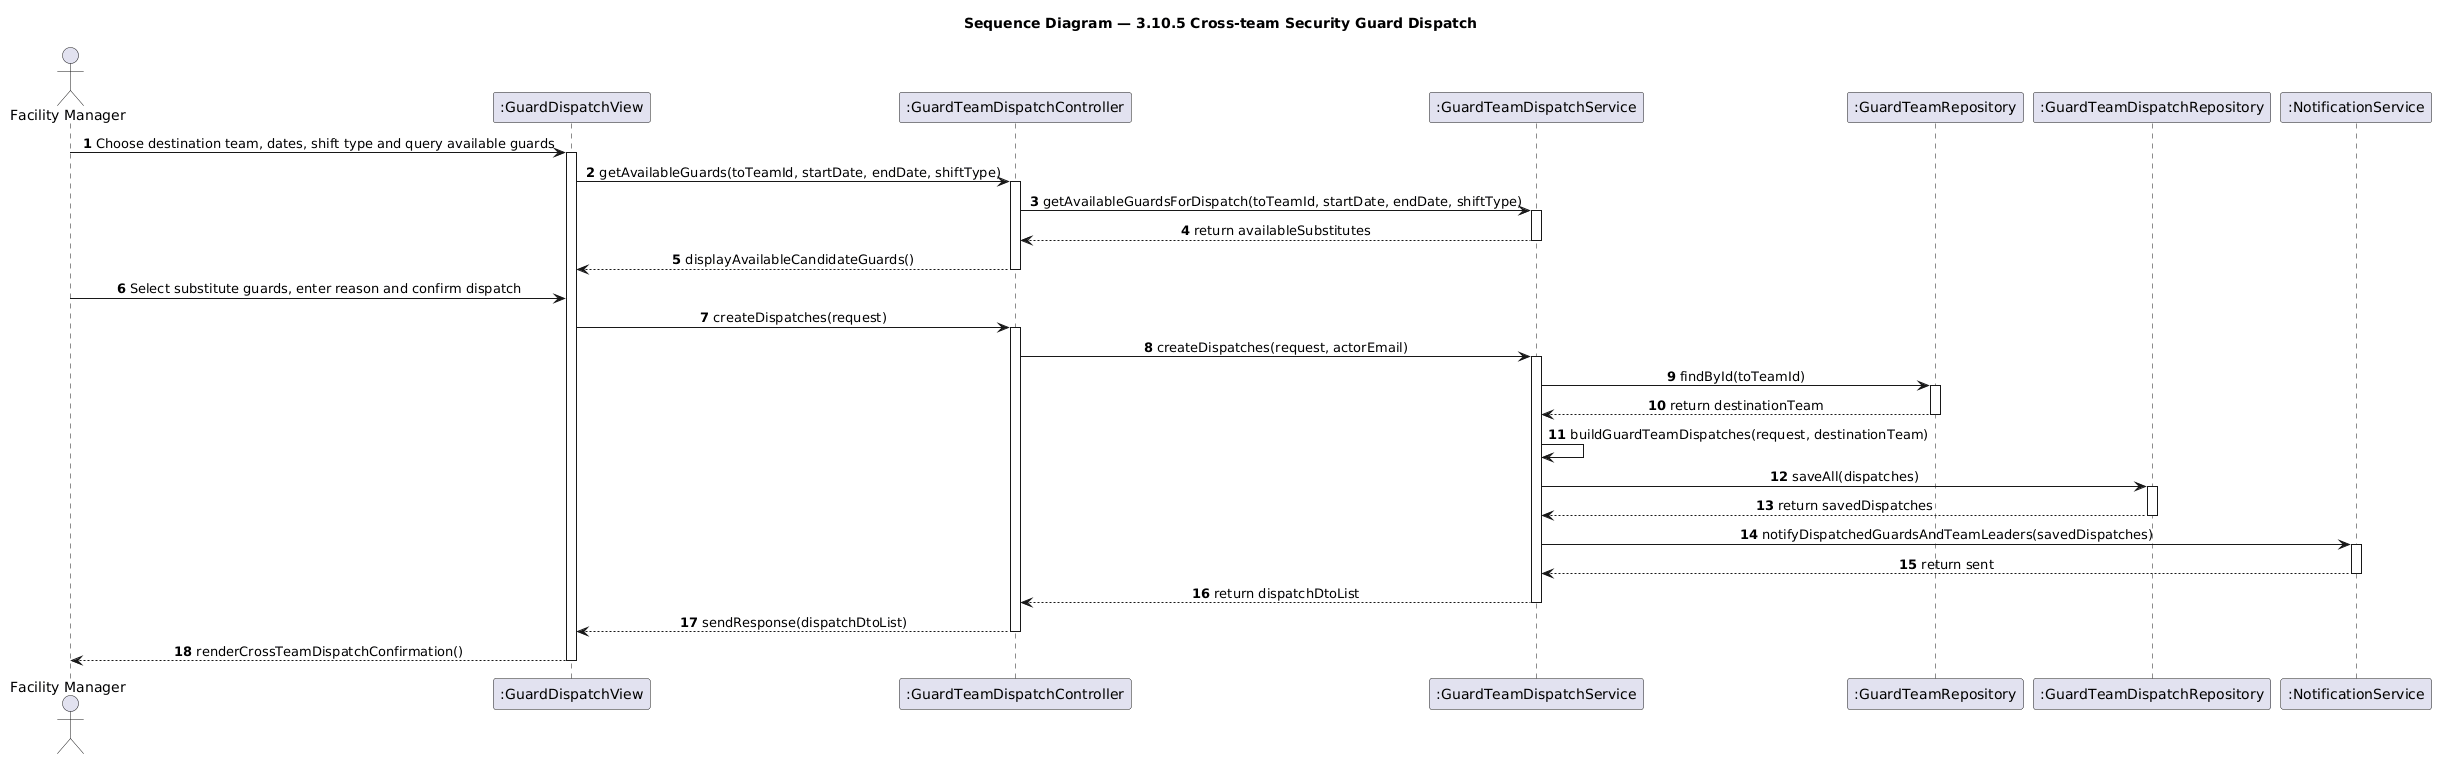 Sequence Diagram — 3.10.5 Cross-team Security Guard Dispatch
Facility Manager
:GuardDispatchView
:GuardTeamDispatchController
:GuardTeamDispatchService
:GuardTeamRepository
:GuardTeamDispatchRepository
:NotificationService
1 Choose destination team, dates, shift type and query available guards
2 getAvailableGuards(toTeamId, startDate, endDate, shiftType)
3 getAvailableGuardsForDispatch(toTeamId, startDate, endDate, shiftType)
4 return availableSubstitutes
5 displayAvailableCandidateGuards()
6 Select substitute guards, enter reason and confirm dispatch
7 createDispatches(request)
8 createDispatches(request, actorEmail)
9 findById(toTeamId)
10 return destinationTeam
11 buildGuardTeamDispatches(request, destinationTeam)
12 saveAll(dispatches)
13 return savedDispatches
14 notifyDispatchedGuardsAndTeamLeaders(savedDispatches)
15 return sent
16 return dispatchDtoList
17 sendResponse(dispatchDtoList)
18 renderCrossTeamDispatchConfirmation()
Facility Manager
:GuardDispatchView
:GuardTeamDispatchController
:GuardTeamDispatchService
:GuardTeamRepository
:GuardTeamDispatchRepository
:NotificationService